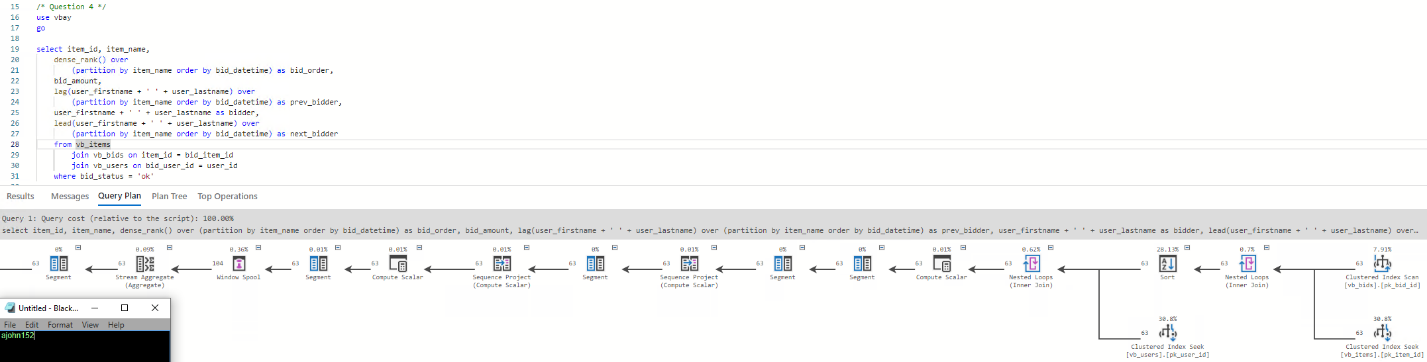 15 /* Question 4 */
16 use vbay
17 go
18
19 select item_id, item_name,
20 dense_rank() over
21 (partition by item_name order by bid_datetime) as bid_order,
22 bid_amount,
23 lag(user_firstname + ' ' + user_lastname) over
24 (partition by item_name order by bid_datetime) as prev_bidder,
25 user_firstname + ' ' + user_lastname as bidder,
26 lead(user_firstname + ' ' + user_lastname) over
27 (partition by item_name order by bid_datetime) as next_bidder
28 from vb_items
29 join vb_bids on item_id = bid_item_id
30 join vb_users on bid_user_id = user_id
31 where bid_status = 'ok'
Results Messages Query Plan Plan Tree Top Operations
Query 1: Query cost (relative to the script): 100.00%
select item_id, item_name, dense_rank() over (partition by item_name order by bid_datetime) as bid_order, bid_amount, lag(user_firstname + ' ' + user_lastname) over (partition by item_name order by bid_datetime) as prev_bidder, user_firstname + ' ' + user_lastname as bidder, lead(user_firstname + ' ' + user_lastname) over...
0% 0.09% 0.36% 0.01% 0.01% 0.01% 0% 0.01% 0% 0% 0.01% 0.62% 28.13% 0.7% 7.91%
63 63 104 63 63 63 63 63 63 63 63 63 63 63 63
Segment Stream Aggregate Window Spool Segment Compute Scalar Sequence Project Segment Sequence Project Segment Segment Compute Scalar Nested Loops Sort Nested Loops Clustered Index Scan
(Aggregate) (Compute Scalar) (Compute Scalar) (Inner Join) (Inner Join) [vb_bids].[pk_bid_id]
30.8% 30.8%
63 63
Clustered Index Seek Clustered Index Seek
[vb_users].[pk_user_id] [vb_items].[pk_item_id]
Untitled - Black...
File Edit Format View Help
ajohn152